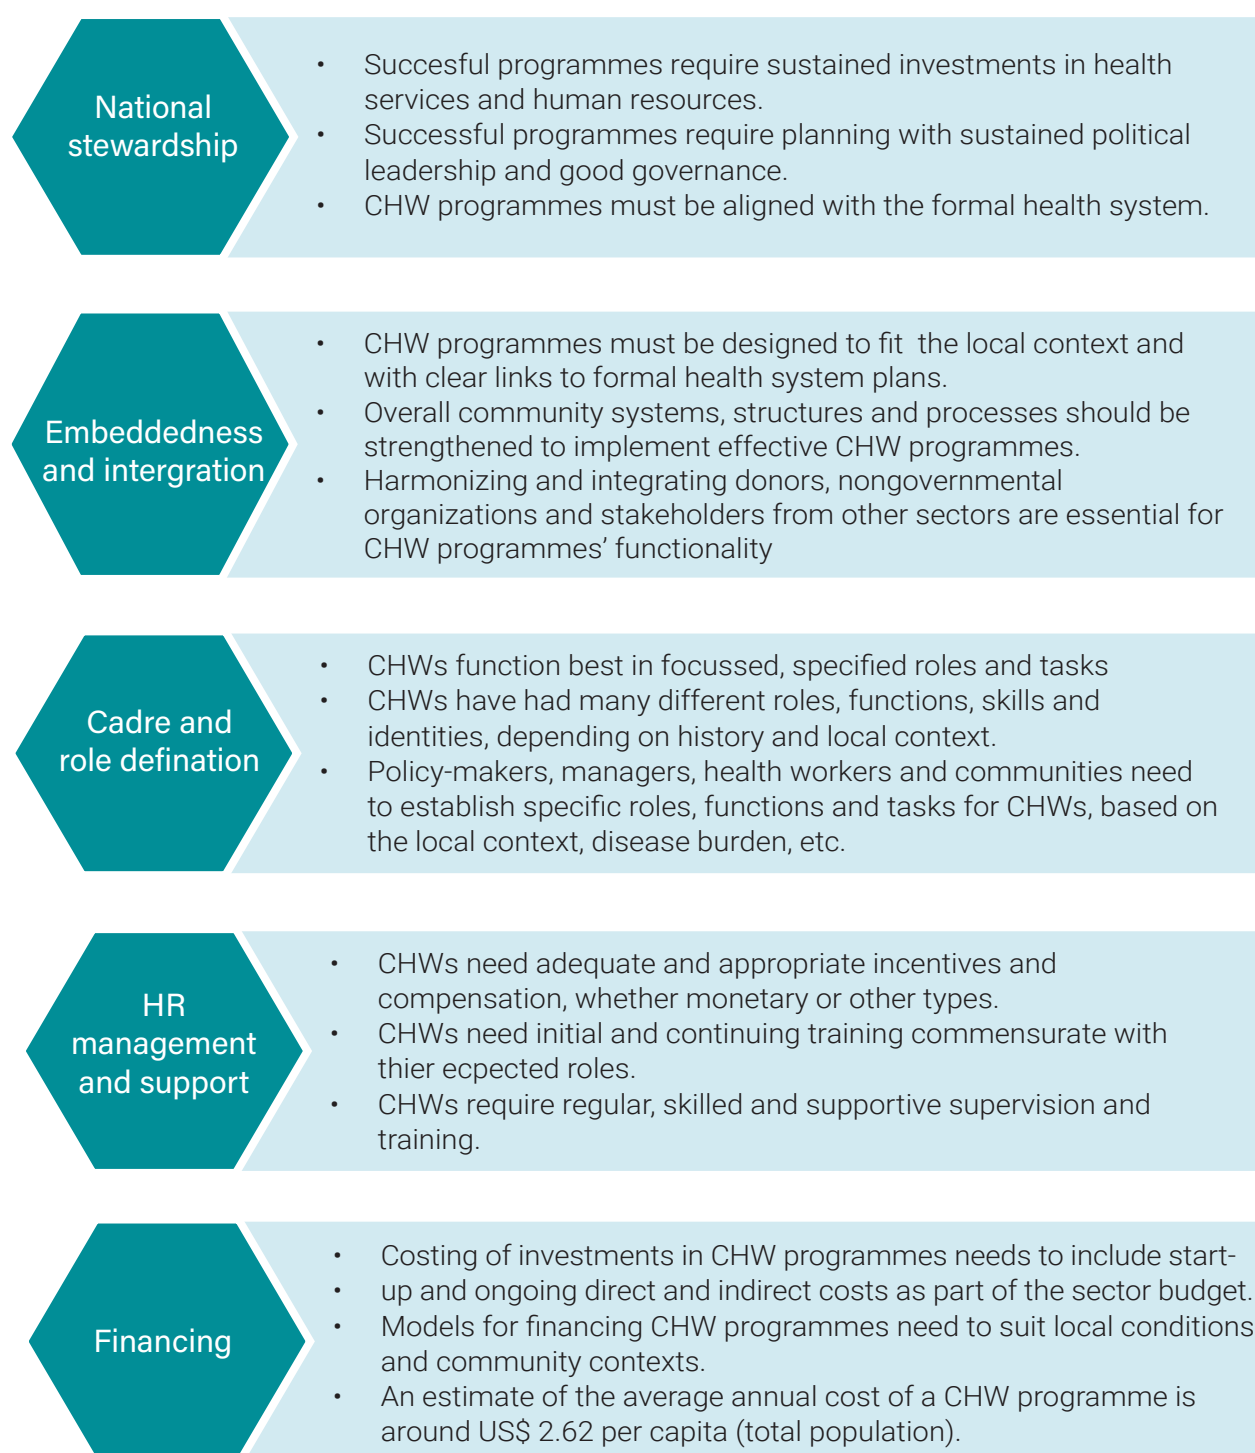 National
stewardship
• Succesful programmes require sustained investments in health
services and human resources.
• Successful programmes require planning with sustained political
leadership and good governance.
• CHW programmes must be aligned with the formal health system.
Embeddedness
and intergration
• CHW programmes must be designed to fit  the local context and
with clear links to formal health system plans.
• Overall community systems, structures and processes should be
strengthened to implement effective CHW programmes.
• Harmonizing and integrating donors, nongovernmental
organizations and stakeholders from other sectors are essential for
CHW programmes’ functionality
Cadre and
role defination
• CHWs function best in focussed, specified roles and tasks
• CHWs have had many different roles, functions, skills and
identities, depending on history and local context.
• Policy-makers, managers, health workers and communities need
to establish specific roles, functions and tasks for CHWs, based on
the local context, disease burden, etc.
HR
management
and support
• CHWs need adequate and appropriate incentives and
compensation, whether monetary or other types.
• CHWs need initial and continuing training commensurate with
thier ecpected roles.
• CHWs require regular, skilled and supportive supervision and
training.
Financing
• Costing of investments in CHW programmes needs to include start-
• up and ongoing direct and indirect costs as part of the sector budget.
• Models for financing CHW programmes need to suit local conditions
and community contexts.
• An estimate of the average annual cost of a CHW programme is
around US$ 2.62 per capita (total population).